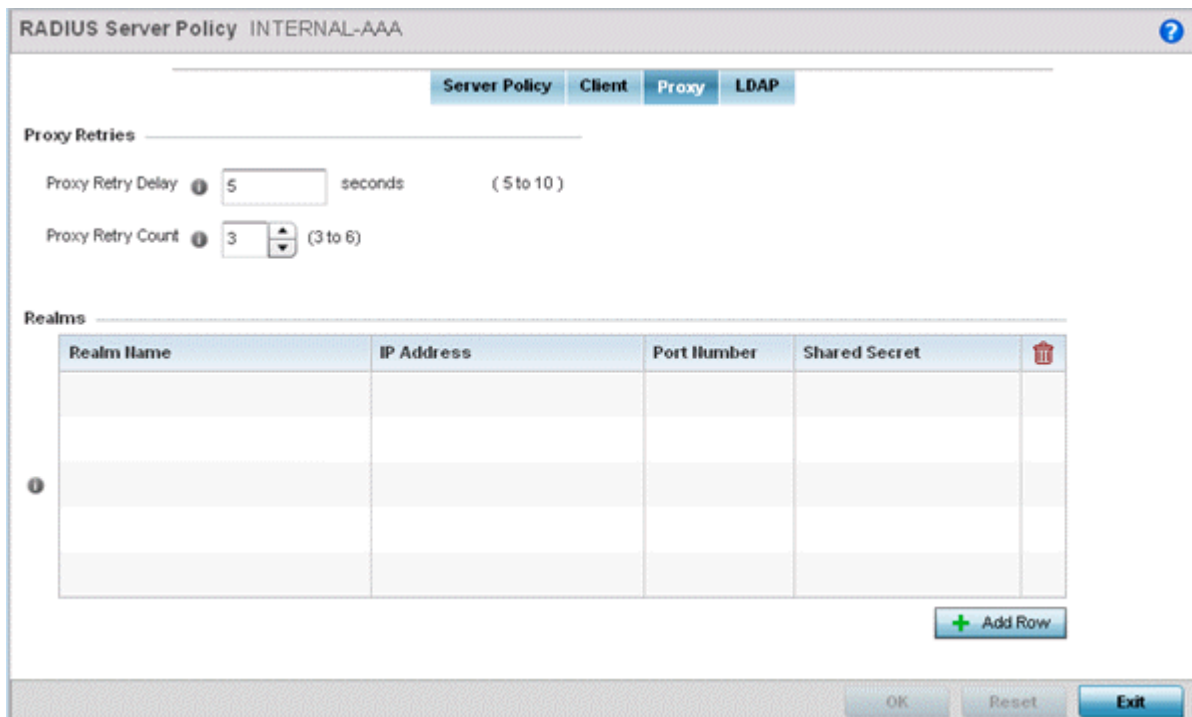 RADIUS Server Policy INTERNAL-AAA
?
Server Policy Client Proxy LDAP
Proxy Retries
Proxy Retry Delay i 5 seconds ( 5 to 10 )
Proxy Retry Count i 3 (3 to 6)
Realms
Realm Name IP Address Port Number Shared Secret
i
+ Add Row
OK Reset Exit